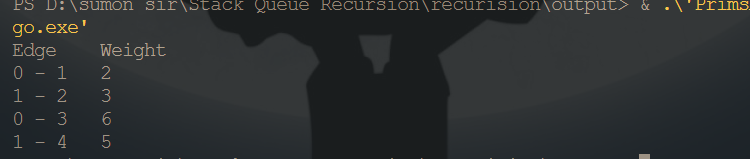 PS D:\sumon sir\Stack Queue Recursion\recurision\output> & .\'Prims
go.exe'
Edge    Weight
0 - 1   2
1 - 2   3
0 - 3   6
1 - 4   5